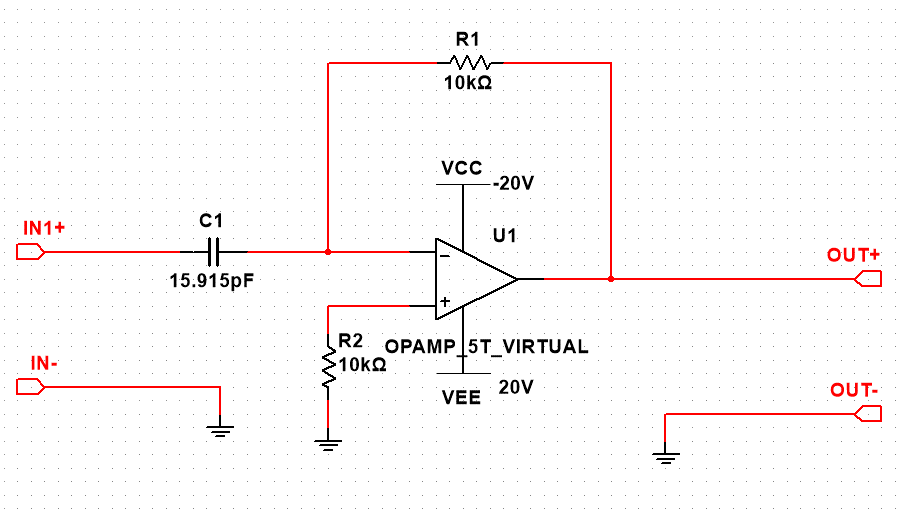 R1
10kΩ
VCC
-20V
C1
IN1+
U1
15.915pF
OUT+
−
+
R2
OPAMP_5T_VIRTUAL
10kΩ
IN-
20V
VEE
OUT-